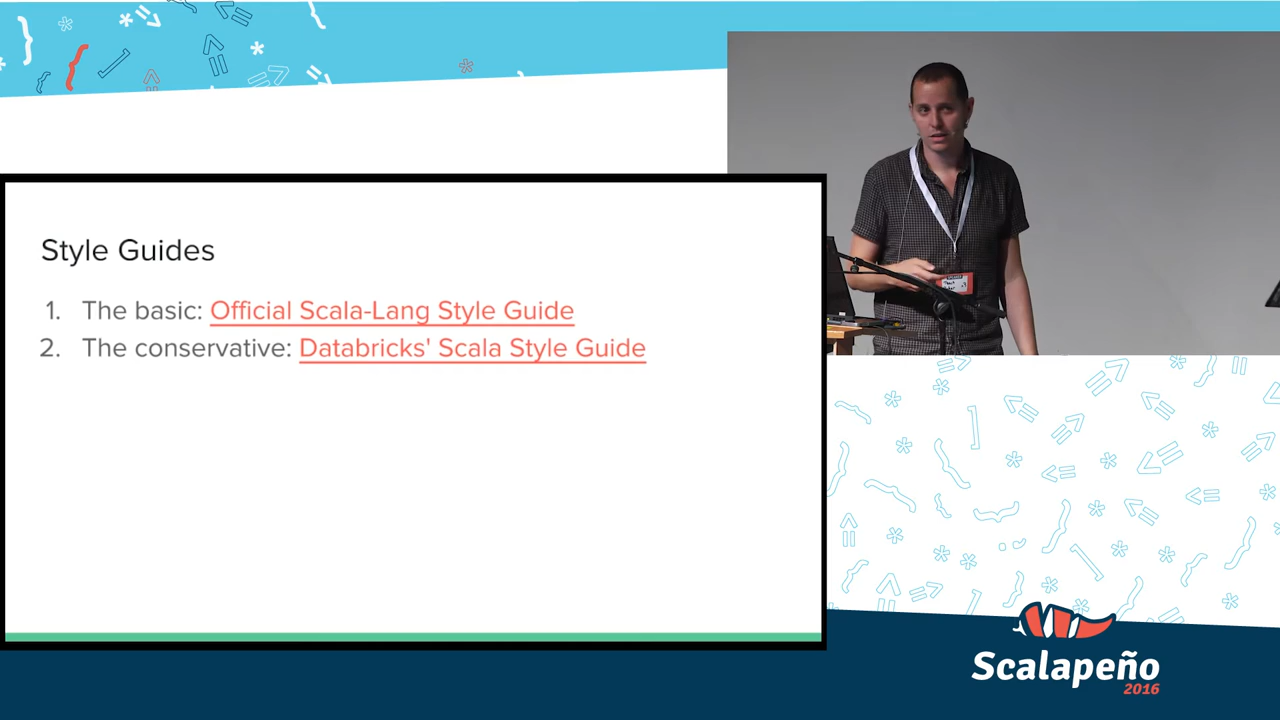 Style Guides
1. The basic: Official Scala-Lang Style Guide
2. The conservative: Databricks' Scala Style Guide
Scalapeño
2016